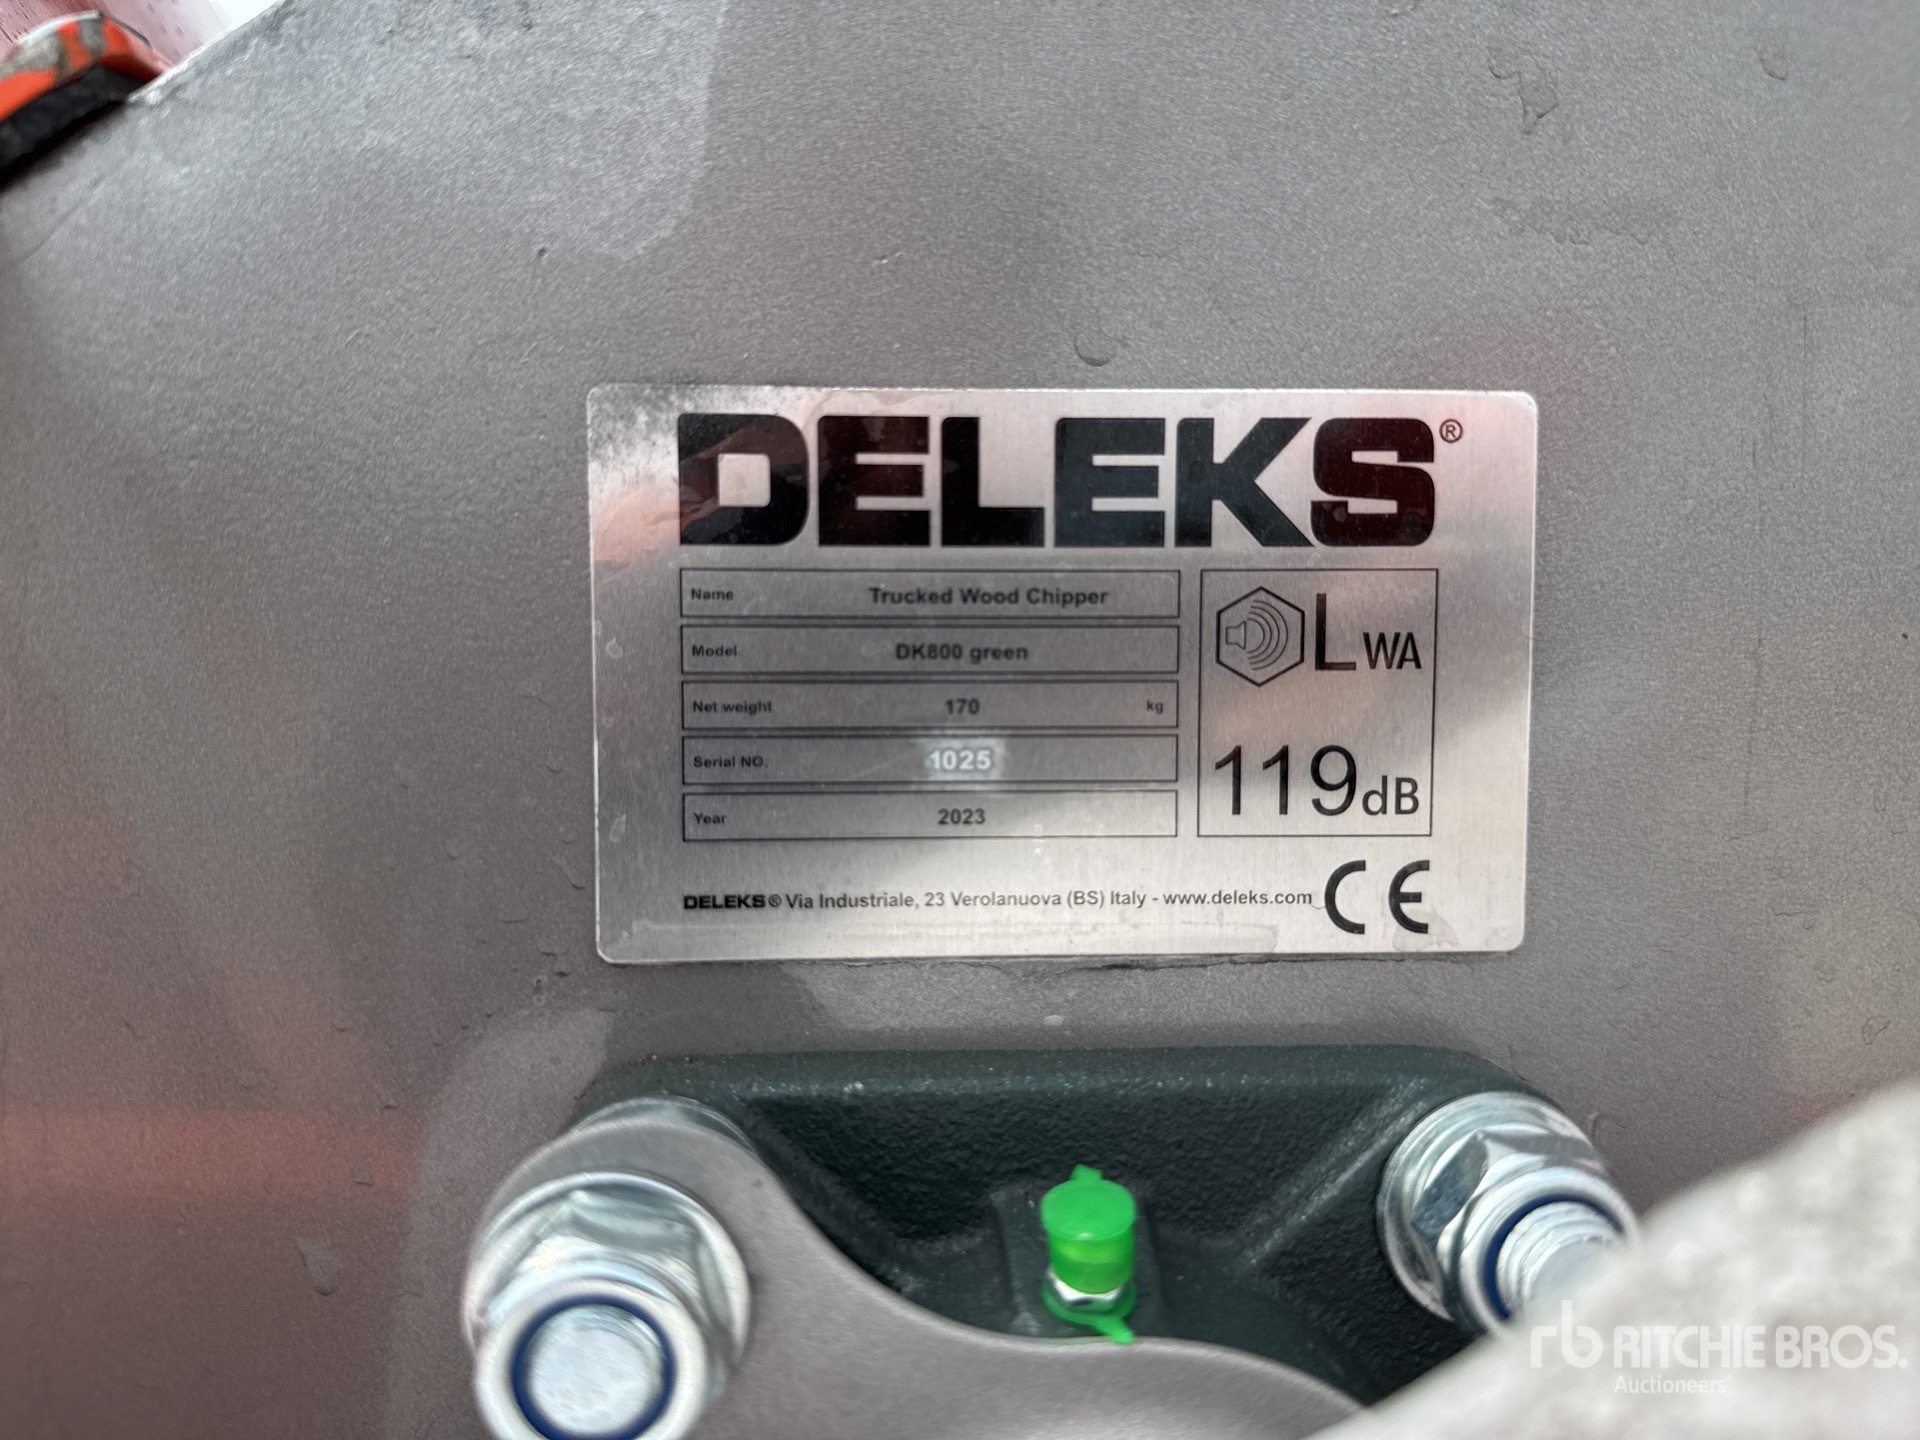 DELEKS®
Name Trucked Wood Chipper
Model DK800 green
Net weight 170 kg
Serial NO. 1025
Year 2023
LWA
119dB
DELEKS® Via Industriale, 23 Verolanuova (BS) Italy - www.deleks.com CE
rb RITCHIE BROS.
Auctioneers